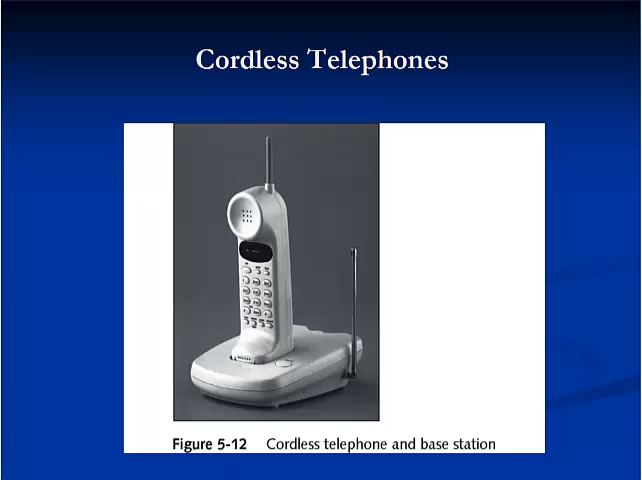 Cordless Telephones
Figure 5-12 Cordless telephone and base station